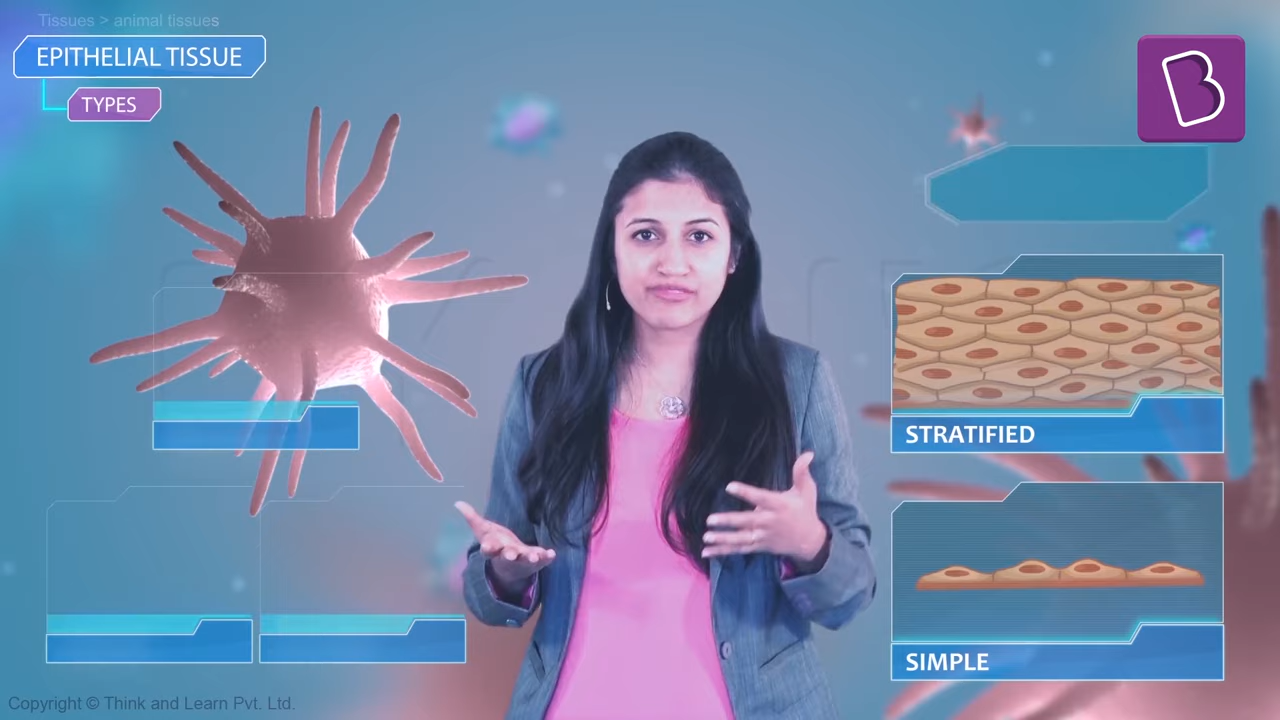 Tissues > animal tissues
EPITHELIAL TISSUE
TYPES
B
STRATIFIED
SIMPLE
Copyright © Think and Learn Pvt. Ltd.